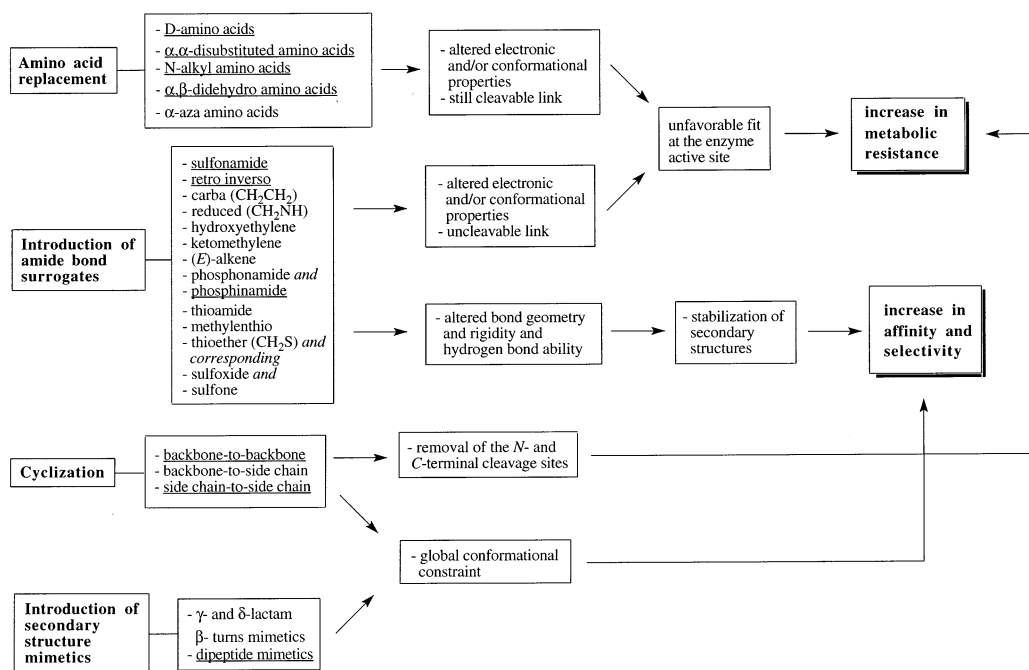 Amino acid
replacement
- D-amino acids
- α,α-disubstituted amino acids
- N-alkyl amino acids
- α,β-didehydro amino acids
- α-aza amino acids
- altered electronic
and/or conformational
properties
- still cleavable link
unfavorable fit
at the enzyme
active site
increase in
metabolic
resistance
Introduction of
amide bond
surrogates
- sulfonamide
- retro inverso
- carba (CH2CH2)
- reduced (CH2NH)
- hydroxyethylene
- ketomethylene
- (E)-alkene
- phosphonamide and
- phosphinamide
- thioamide
- methylenthio
- thioether (CH2S) and
corresponding
- sulfoxide and
- sulfone
- altered electronic
and/or conformational
properties
- uncleavable link
- altered bond geometry
and rigidity and
hydrogen bond ability
- stabilization of
secondary
structures
increase in
affinity and
selectivity
Cyclization
- backbone-to-backbone
- backbone-to-side chain
- side chain-to-side chain
- removal of the N- and
C-terminal cleavage sites
- global conformational
constraint
Introduction of
secondary
structure
mimetics
- γ- and δ-lactam
β- turns mimetics
- dipeptide mimetics